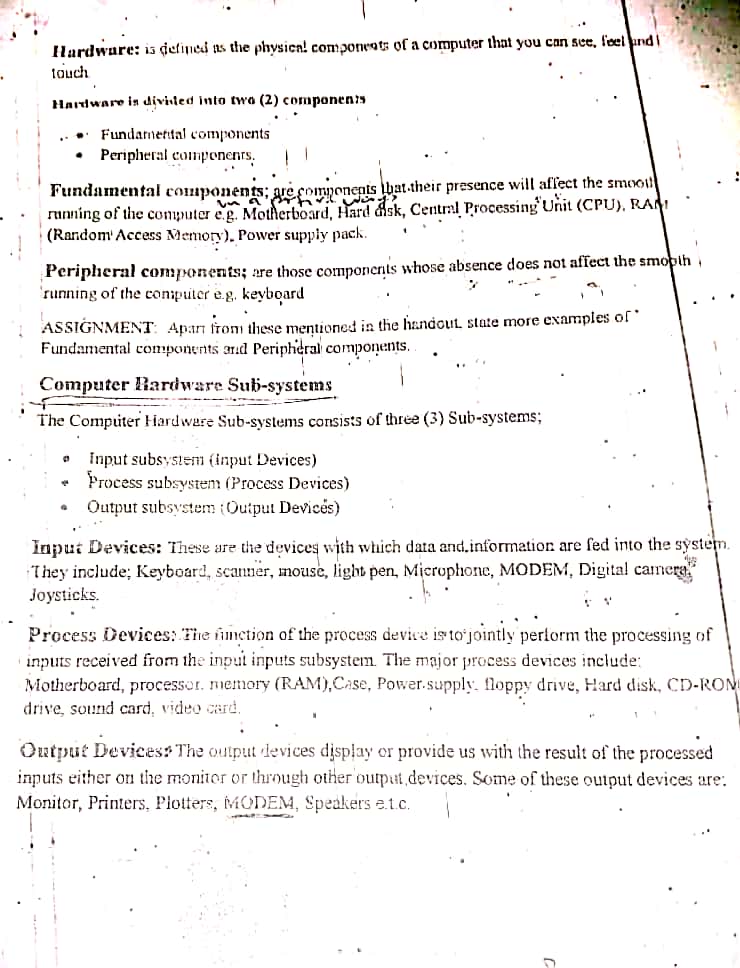 Hardware: is defined as the physical components of a computer that you can see, feel and
touch
Hardware is divided into two (2) components
• Fundamental components
• Peripheral components.
Fundamental components; are components that their presence will affect the smooth
running of the computer e.g. Motherboard, Hard disk, Central Processing Unit (CPU), RAM
(Random Access Memory), Power supply pack.
Peripheral components; are those components whose absence does not affect the smooth
running of the computer e.g. keyboard
ASSIGNMENT: Apart from these mentioned in the handout state more examples of
Fundamental components and Peripheral components.
Computer Hardware Sub-systems
The Computer Hardware Sub-systems consists of three (3) Sub-systems;
• Input subsystem (Input Devices)
• Process subsystem (Process Devices)
• Output subsystem (Output Devices)
Input Devices: These are the devices with which data and information are fed into the system.
They include; Keyboard, scanner, mouse, light pen, Microphone, MODEM, Digital camera,
Joysticks.
Process Devices: The function of the process device is to jointly perform the processing of
inputs received from the input inputs subsystem. The major process devices include:
Motherboard, processor, memory (RAM),Case, Power supply, floppy drive, Hard disk, CD-ROM
drive, sound card, video card.
Output Devices: The output devices display or provide us with the result of the processed
inputs either on the monitor or through other output devices. Some of these output devices are:
Monitor, Printers, Plotters, MODEM, Speakers e.t.c.